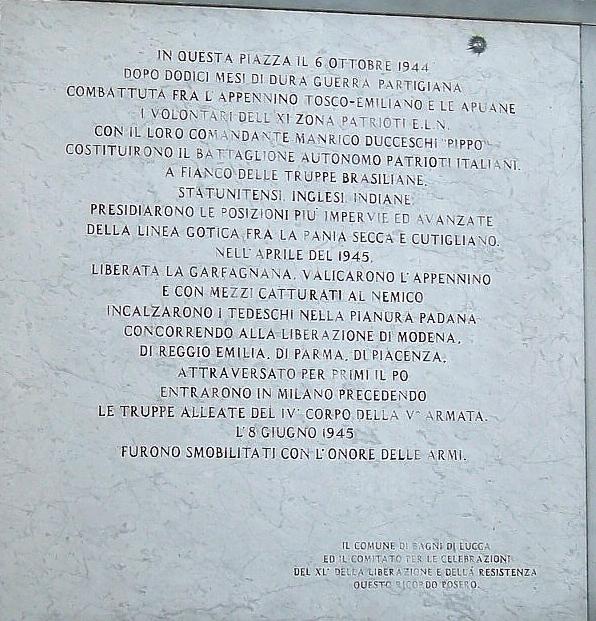 IN QUESTA PIAZZA IL 6 OTTOBRE 1944
DOPO DODICI MESI DI DURA GUERRA PARTIGIANA
COMBATTUTA FRA L'APPENNINO TOSCO-EMILIANO E LE APUANE
I VOLONTARI DELL'XI ZONA PATRIOTI E.L.N.
CON IL LORO COMANDANTE MANRICO DUCCESCHI "PIPPO"
COSTITUIRONO IL BATTAGLIONE AUTONOMO PATRIOTI ITALIANI.
A FIANCO DELLE TRUPPE BRASILIANE,
STATUNITENSI, INGLESI, INDIANE
PRESIDIARONO LE POSIZIONI PIU' IMPERVIE ED AVANZATE
DELLA LINEA GOTICA FRA LA PANIA SECCA E CUTIGLIANO.
NELL'APRILE DEL 1945,
LIBERATA LA GARFAGNANA, VALICARONO L'APPENNINO
E CON MEZZI CATTURATI AL NEMICO
INCALZARONO I TEDESCHI NELLA PIANURA PADANA
CONCORRENDO ALLA LIBERAZIONE DI MODENA,
DI REGGIO EMILIA, DI PARMA, DI PIACENZA,
ATTRAVERSATO PER PRIMI IL PO
ENTRARONO IN MILANO PRECEDENDO
LE TRUPPE ALLEATE DEL IV° CORPO DELLA V° ARMATA.
L'8 GIUGNO 1945
FURONO SMOBILITATI CON L'ONORE DELLE ARMI.
IL COMUNE DI BAGNI DI LUCCA
ED IL COMITATO PER LE CELEBRAZIONI
DEL XL° DELLA LIBERAZIONE E DELLA RESISTENZA
QUESTO RICORDO POSERO.